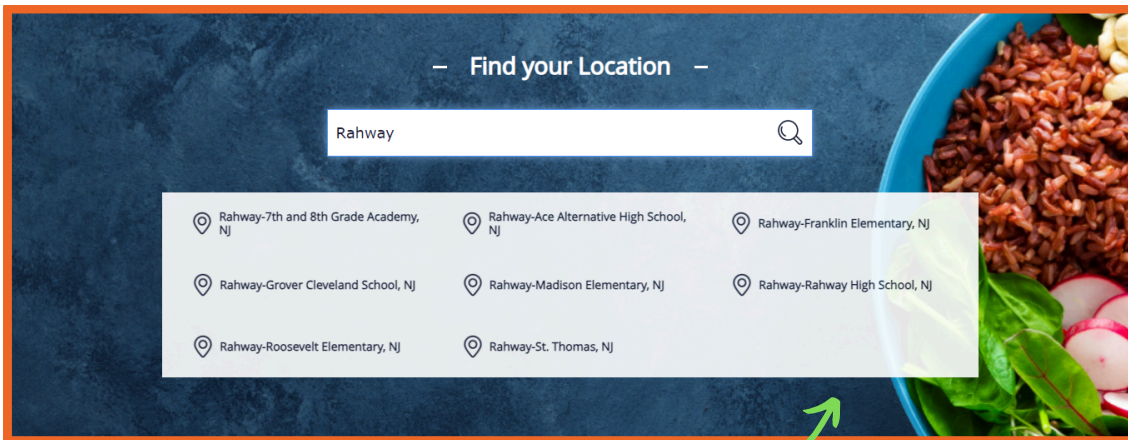 – Find your Location –
Rahway
Rahway-7th and 8th Grade Academy,
NJ
Rahway-Ace Alternative High School,
NJ
Rahway-Franklin Elementary, NJ
Rahway-Grover Cleveland School, NJ
Rahway-Madison Elementary, NJ
Rahway-Rahway High School, NJ
Rahway-Roosevelt Elementary, NJ
Rahway-St. Thomas, NJ